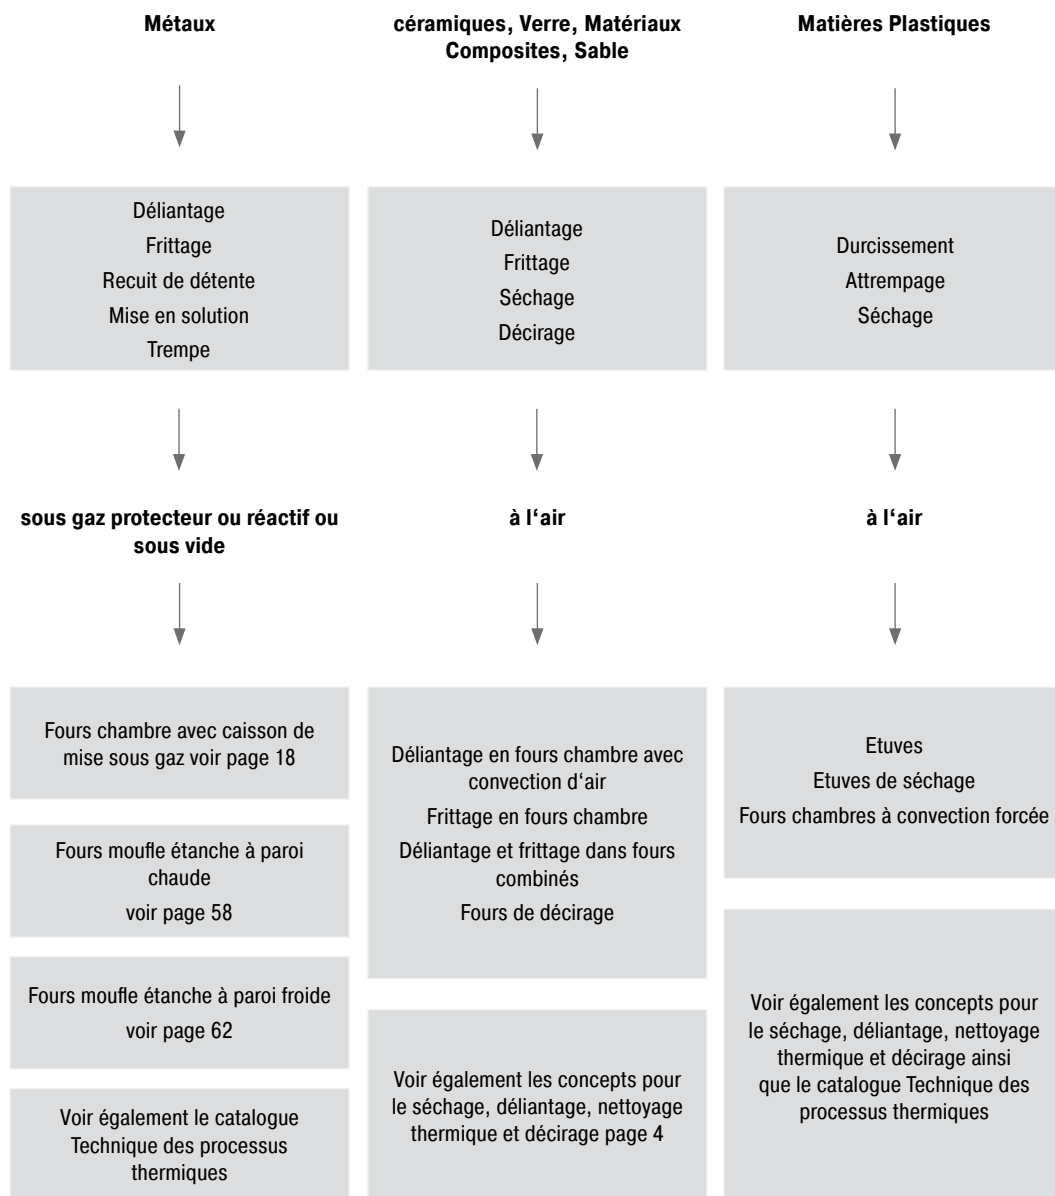 Métaux
céramiques, Verre, Matériaux
Composites, Sable
Matières Plastiques
Déliantage
Frittage
Recuit de détente
Mise en solution
Trempe
Déliantage
Frittage
Séchage
Décirage
Durcissement
Attrempage
Séchage
sous gaz protecteur ou réactif ou
sous vide
à l‘air
à l‘air
Fours chambre avec caisson de
mise sous gaz voir page 18
Fours moufle étanche à paroi
chaude
voir page 58
Fours moufle étanche à paroi froide
voir page 62
Voir également le catalogue
Technique des processus
thermiques
Déliantage en fours chambre avec
convection d‘air
Frittage en fours chambre
Déliantage et frittage dans fours
combinés
Fours de décirage
Voir également les concepts pour
le séchage, déliantage, nettoyage
thermique et décirage page 4
Etuves
Etuves de séchage
Fours chambres à convection forcée
Voir également les concepts pour
le séchage, déliantage, nettoyage
thermique et décirage ainsi
que le catalogue Technique des
processus thermiques